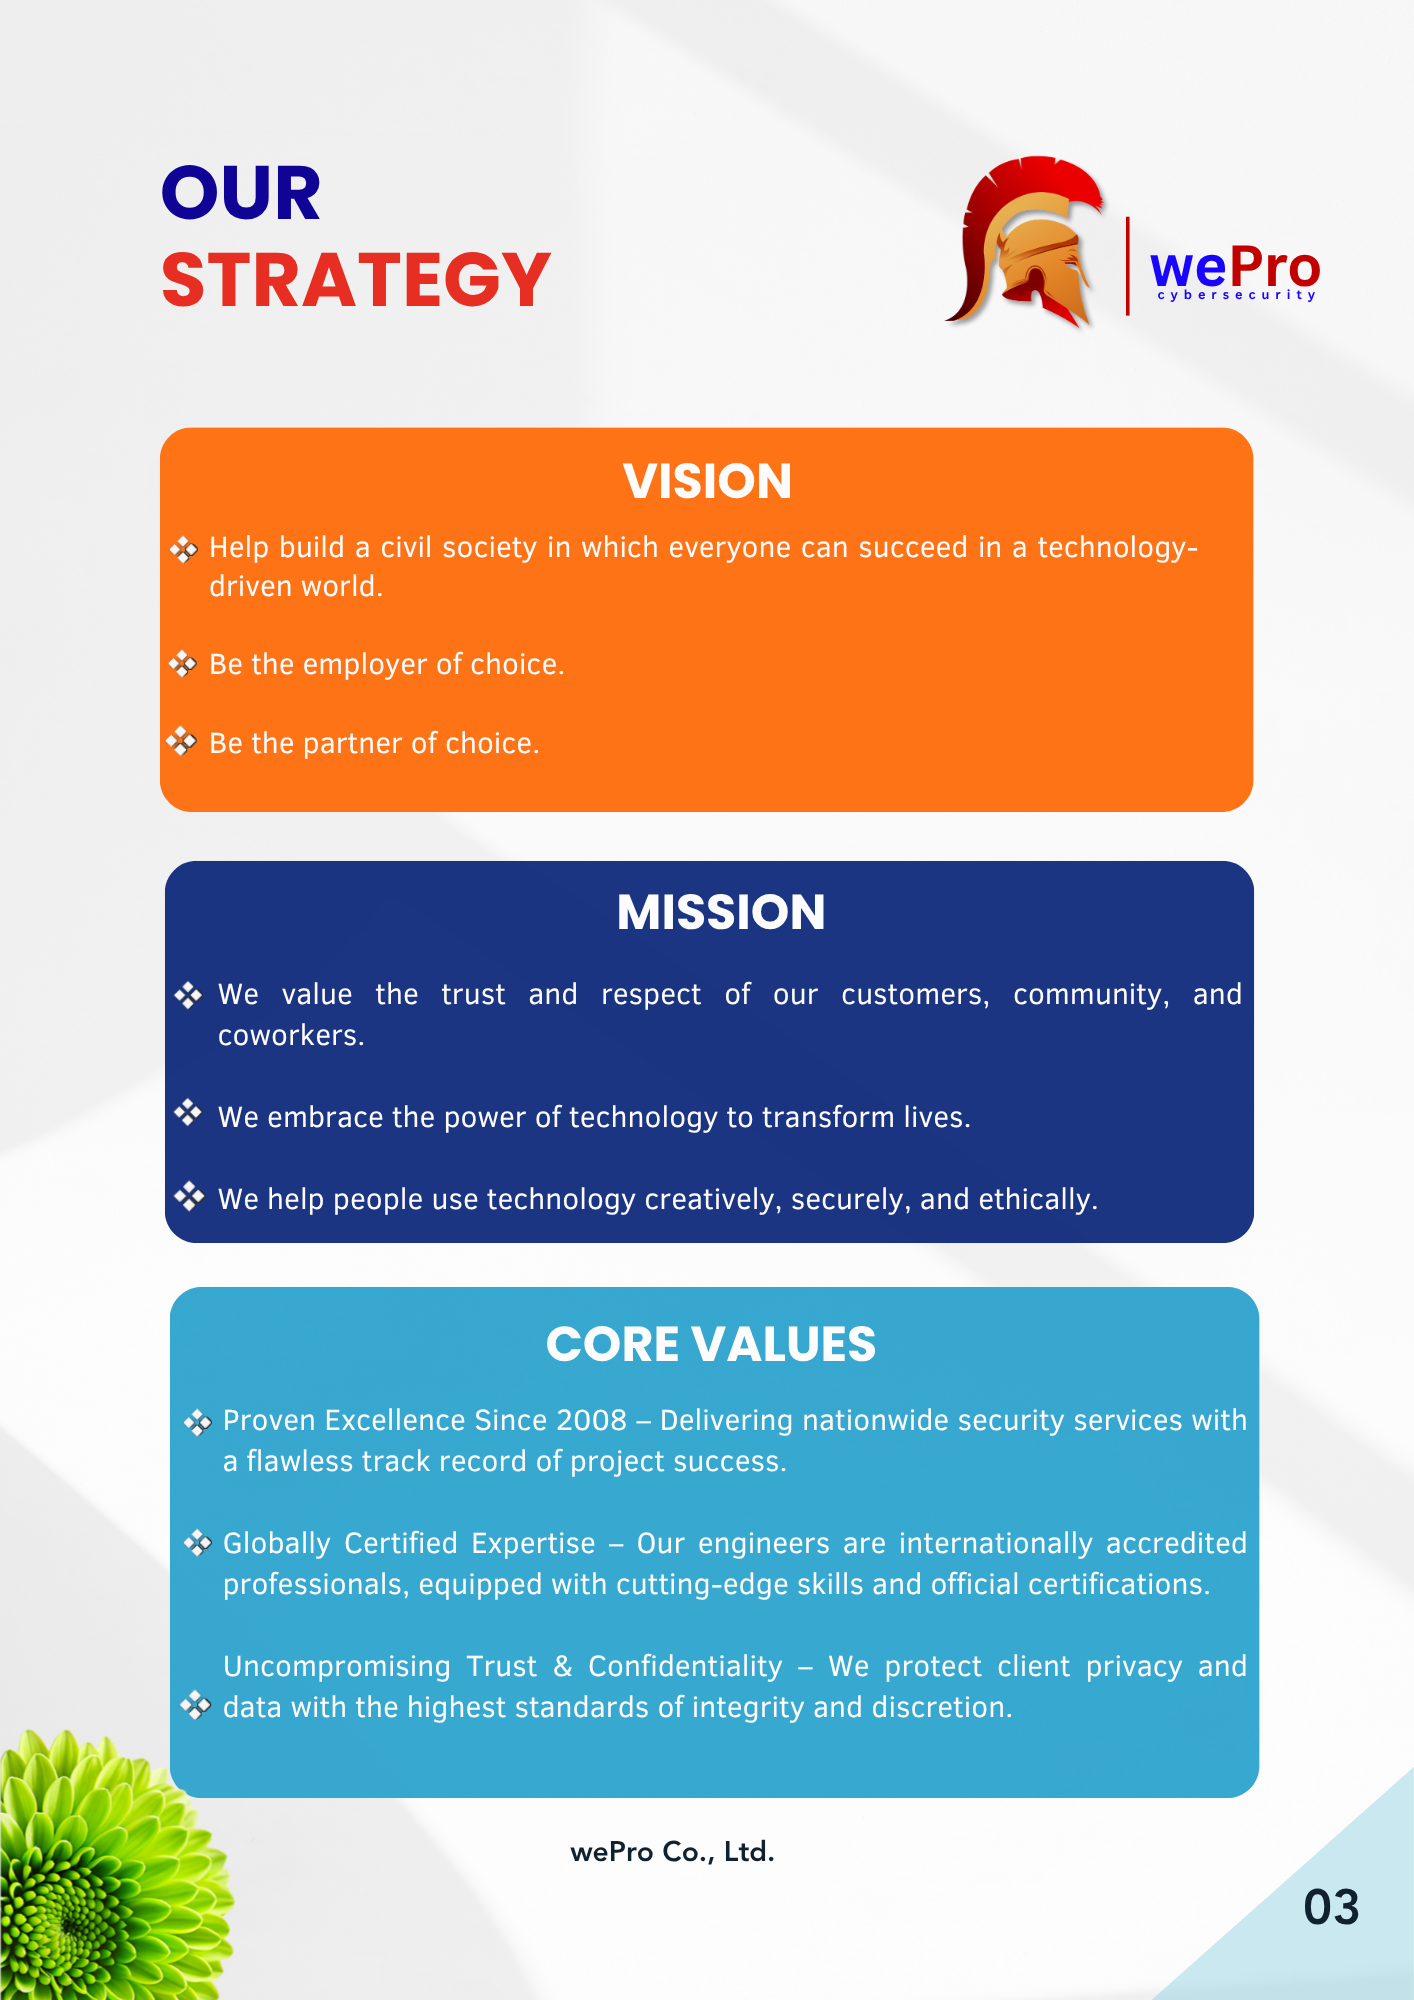 OUR
STRATEGY
wePro
cybersecurity
VISION
Help build a civil society in which everyone can succeed in a technology-
driven world.
Be the employer of choice.
Be the partner of choice.
MISSION
We value the trust and respect of our customers, community, and
coworkers.
We embrace the power of technology to transform lives.
We help people use technology creatively, securely, and ethically.
CORE VALUES
Proven Excellence Since 2008 – Delivering nationwide security services with
a flawless track record of project success.
Globally Certified Expertise – Our engineers are internationally accredited
professionals, equipped with cutting-edge skills and official certifications.
Uncompromising Trust & Confidentiality – We protect client privacy and
data with the highest standards of integrity and discretion.
wePro Co., Ltd.
03